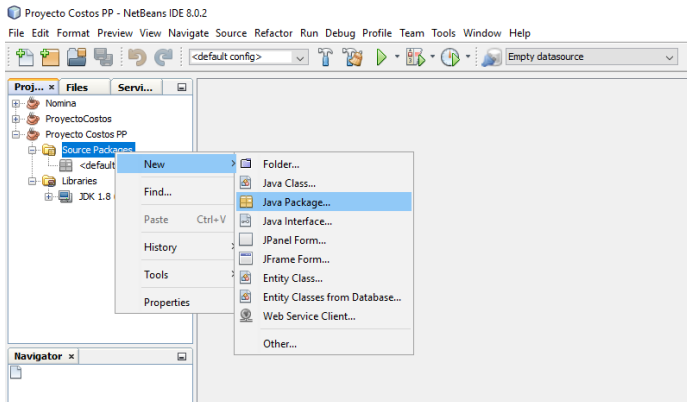 Proyecto Costos PP - NetBeans IDE 8.0.2
File Edit Format Preview View Navigate Source Refactor Run Debug Profile Team Tools Window Help
<default config>
Empty datasource
Proj... × Files Servi...
Nomina
ProyectoCostos
Proyecto Costos PP
Source Packages
<default
Libraries
JDK 1.8
New
Find...
Paste Ctrl+V
History
Tools
Properties
Folder...
Java Class...
Java Package...
Java Interface...
JPanel Form...
JFrame Form...
Entity Class...
Entity Classes from Database...
Web Service Client...
Other...
Navigator ×